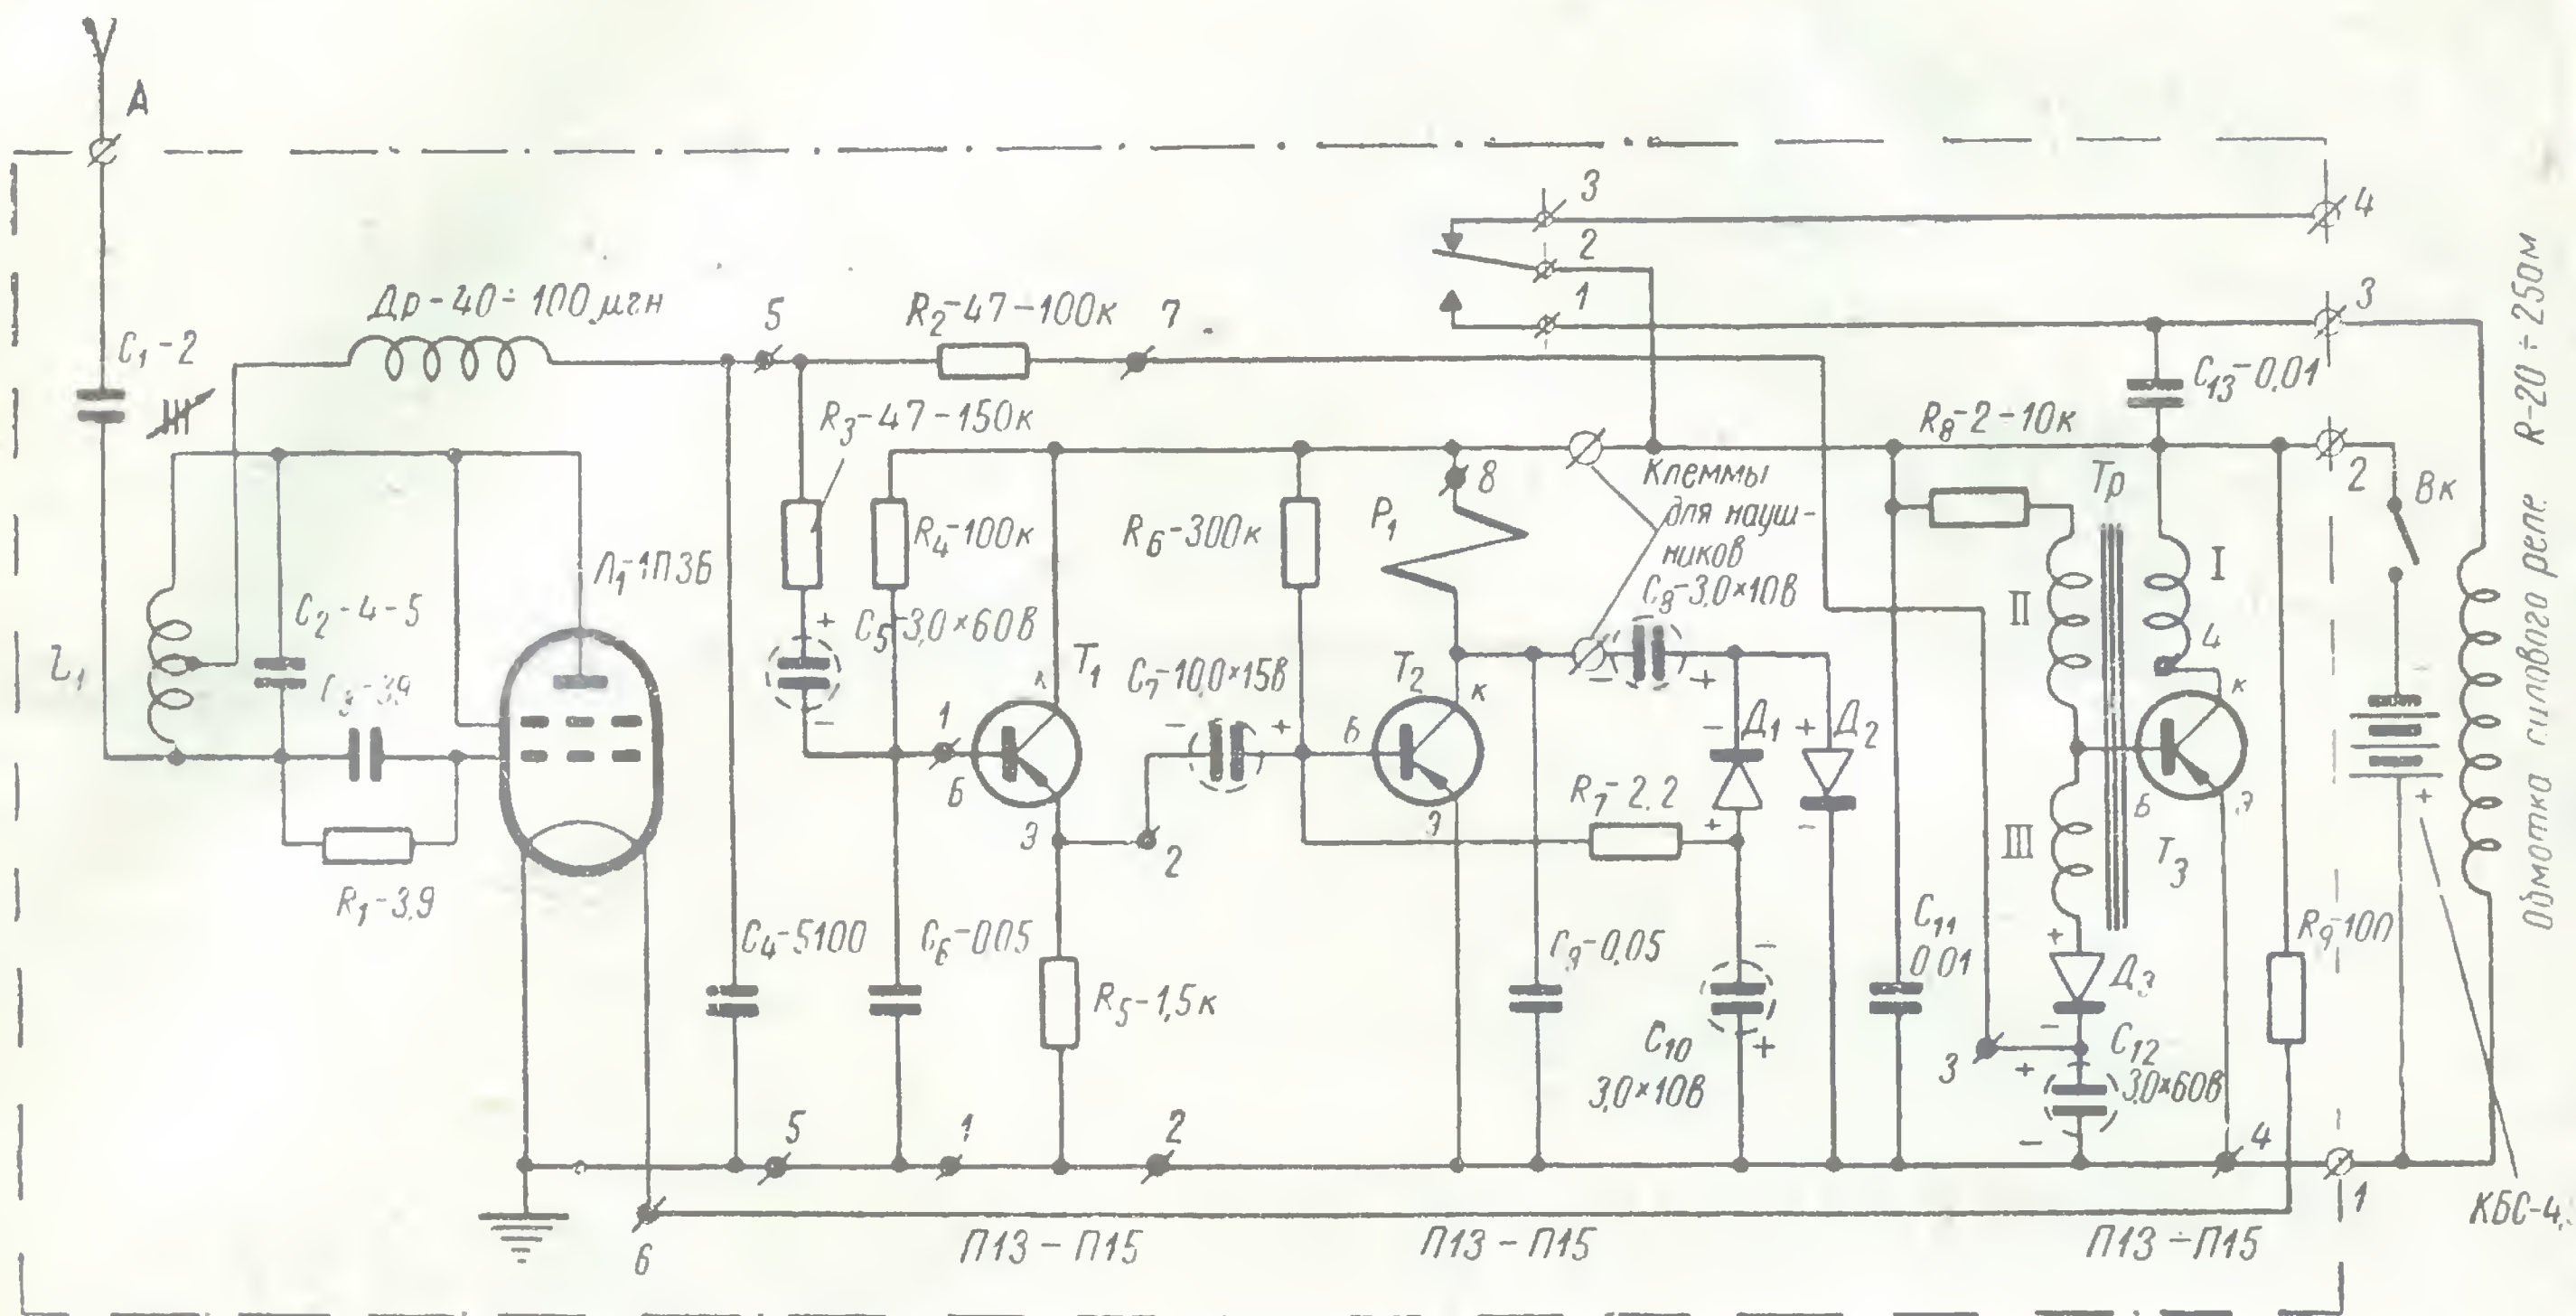 А
3
4
2
1
3
Др-40÷100 мгн
5
R2-47-100к
7
C1-2
C13-0,01
R3-47-150к
R8-2-10к
2
Клеммы
для науш-
ников
8
Р1
Тр
Вк
R4-100к
R6-300к
Л1-1П3Б
C2-4-5
C5-3,0×60В
C8-3,0×10В
II
I
4
+
T1
к
C7-10,0×15В
T2
к
-
+
Д1
Д2
-
+
к
C3-39
-
1
Б
-
+
Б
R7-2,2
+
-
Б
Э
T3
+
Э
2
Э
III
R1-3,9
C4-5100
C6-0,05
C9-0,05
C11
0,01
+
R9-100
Д3
R5-1,5к
-
+
C10
3,0×10В
-
C12
3,0×60В
3
+
-
5
1
2
4
1
6
П13-П15
П13-П15
П13-П15
КБС-4,
Обмотка силового реле R-20÷25ом